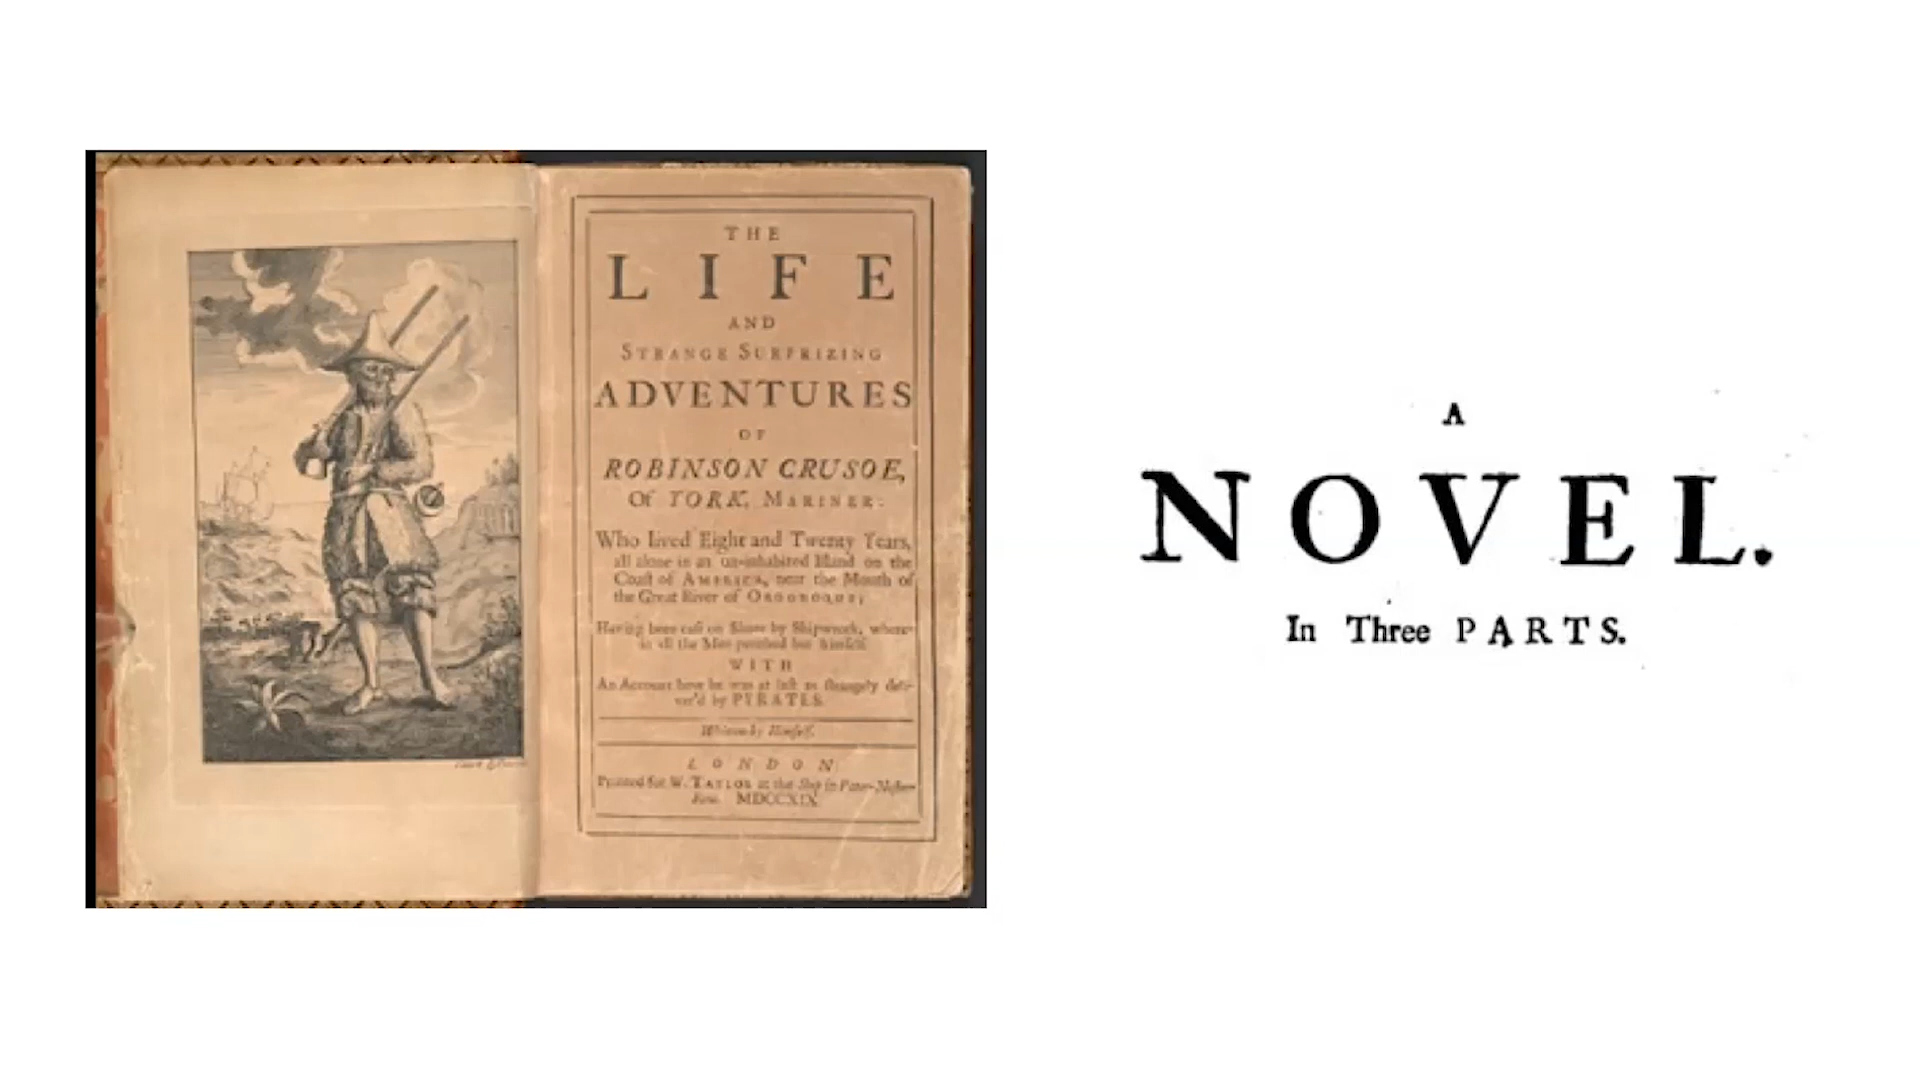 THE
LIFE
AND
STRANGE SURPRIZING
ADVENTURES
OF
ROBINSON CRUSOE,
Of YORK, MARINER:
Who lived Eight and Twenty Years,
all alone in an un-inhabited Island on the
Coast of AMERICA, near the Mouth of
the Great River of OROONOQUE;
Having been cast on Shore by Shipwreck, where-
in all the Men perished but himself.
WITH
An Account how he was at last as strangely deli-
ver'd by PYRATES.
Written by Himself.
LONDON
Printed for W. TAYLOR at the Ship in Pater-Noster-
Row. MDCCXIX
A
NOVEL.
In Three PARTS.